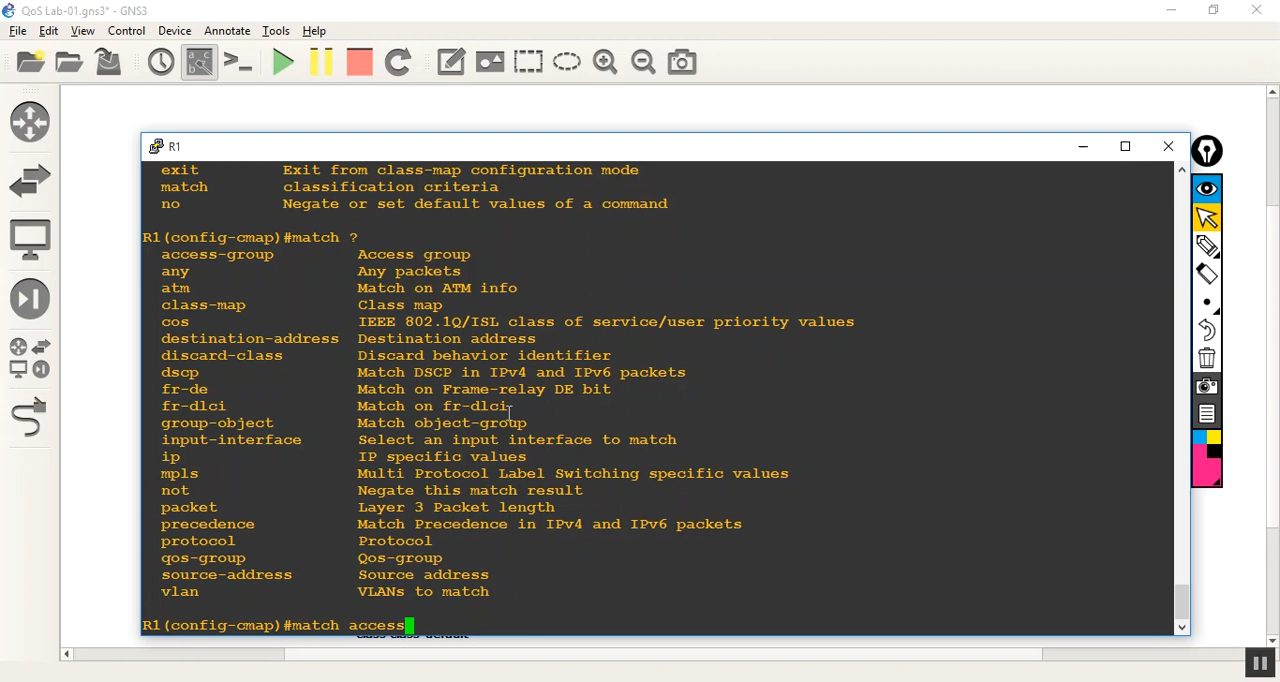 QoS Lab-01.gns3* - GNS3
File Edit View Control Device Annotate Tools Help
R1
exit Exit from class-map configuration mode
match classification criteria
no Negate or set default values of a command
R1(config-cmap)#match ?
access-group Access group
any Any packets
atm Match on ATM info
class-map Class map
cos IEEE 802.1Q/ISL class of service/user priority values
destination-address Destination address
discard-class Discard behavior identifier
dscp Match DSCP in IPv4 and IPv6 packets
fr-de Match on Frame-relay DE bit
fr-dlci Match on fr-dlci
group-object Match object-group
input-interface Select an input interface to match
ip IP specific values
mpls Multi Protocol Label Switching specific values
not Negate this match result
packet Layer 3 Packet length
precedence Match Precedence in IPv4 and IPv6 packets
protocol Protocol
qos-group Qos-group
source-address Source address
vlan VLANs to match
R1(config-cmap)#match access